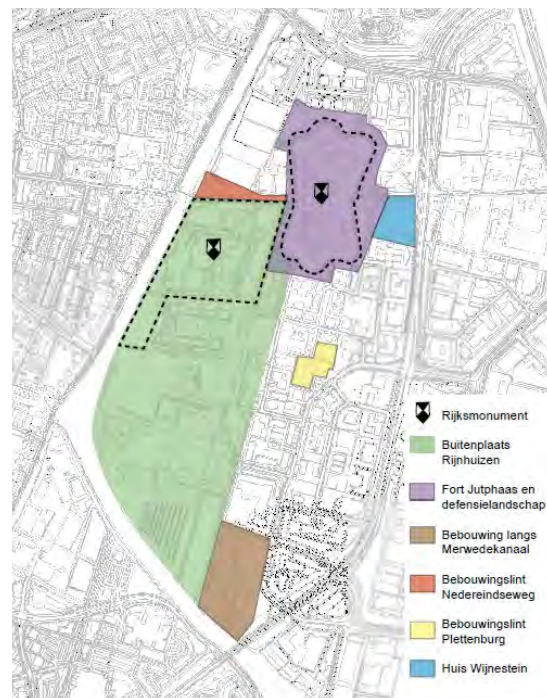 Rijksmonument
Buitenplaats
Rijnhuizen
Fort Jutphaas en
defensielandschap
Bebouwing langs
Merwedekanaal
Bebouwingslint
Nedereindseweg
Bebouwingslint
Plettenburg
Huis Wijnestein